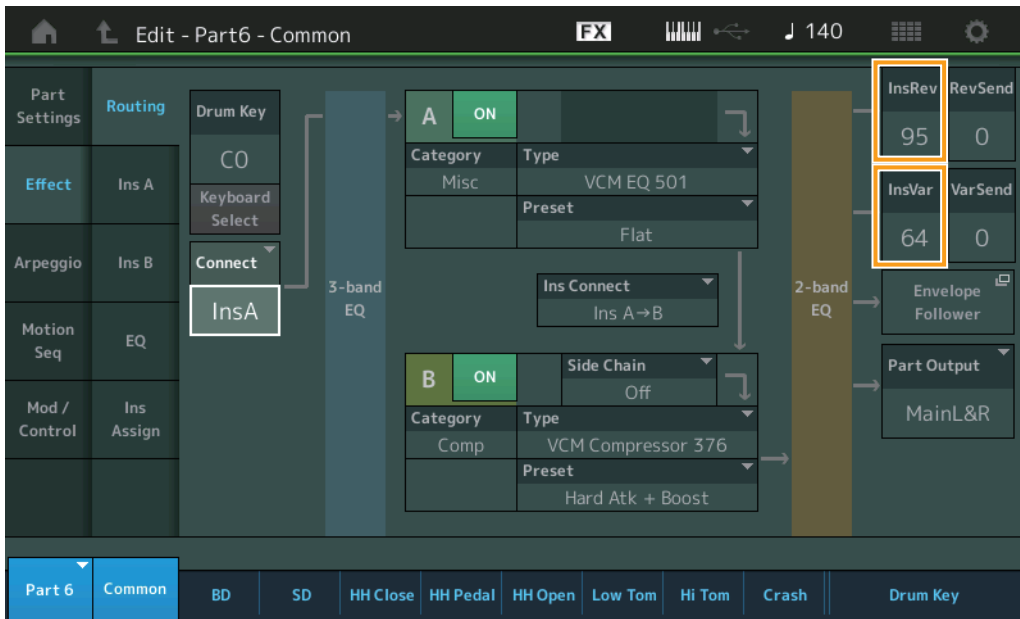 Edit - Part6 - Common FX ♩ 140
Part Settings
Effect
Arpeggio
Motion Seq
Mod / Control
Routing
Ins A
Ins B
EQ
Ins Assign
Drum Key
C0
Keyboard Select
Connect
InsA
3-band EQ
A ON
Category Type
Misc VCM EQ 501
Preset
Flat
Ins Connect
Ins A→B
B ON Side Chain
Off
Category Type
Comp VCM Compressor 376
Preset
Hard Atk + Boost
2-band EQ
InsRev RevSend
95 0
InsVar VarSend
64 0
Envelope Follower
Part Output
MainL&R
Part 6 Common BD SD HH Close HH Pedal HH Open Low Tom Hi Tom Crash Drum Key